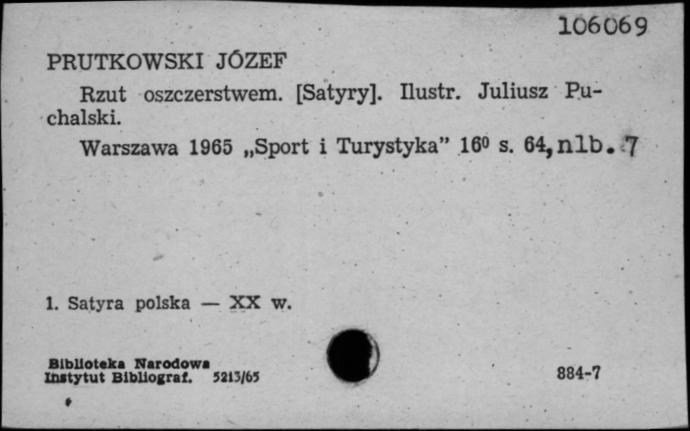 106069
PRUTKOWSKI JÓZEF
Rzut oszczerstwem. [Satyry]. Ilustr. Juliusz Pu-
chalski.
Warszawa 1965 „Sport i Turystyka” 16⁰ s. 64, nlb. 7
1. Satyra polska — XX w.
Biblioteka Narodowa
Instytut Bibliograf. 5213/65
884-7